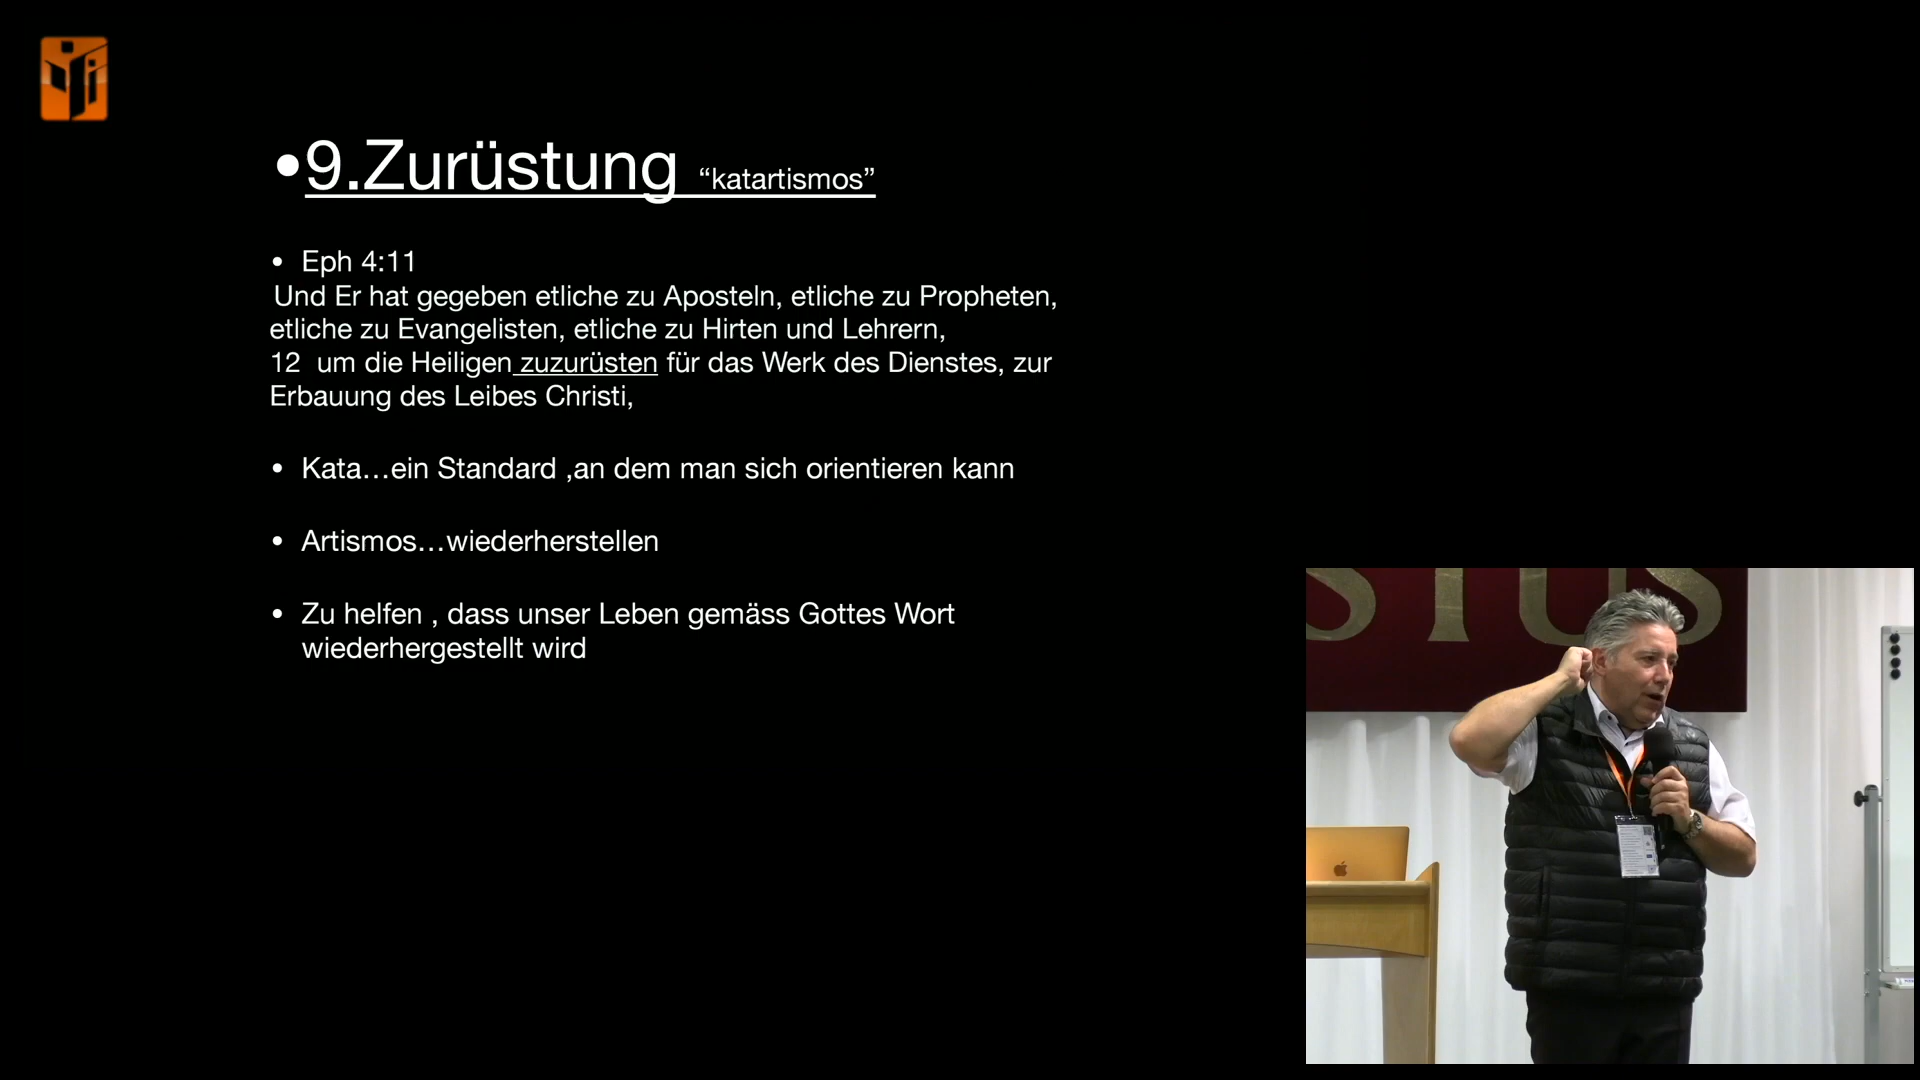 •9.Zurüstung “katartismos”
• Eph 4:11
Und Er hat gegeben etliche zu Aposteln, etliche zu Propheten,
etliche zu Evangelisten, etliche zu Hirten und Lehrern,
12 um die Heiligen zuzurüsten für das Werk des Dienstes, zur
Erbauung des Leibes Christi,
• Kata…ein Standard ,an dem man sich orientieren kann
• Artismos…wiederherstellen
• Zu helfen , dass unser Leben gemäss Gottes Wort
wiederhergestellt wird
STUS